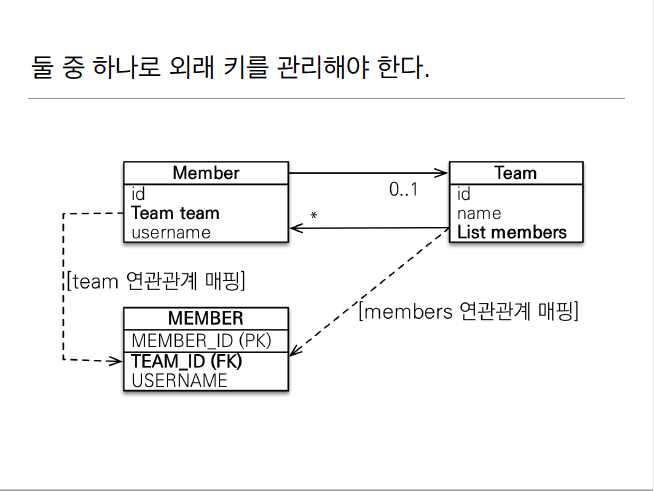 둘 중 하나로 외래 키를 관리해야 한다.
Member
id
Team team
username
0..1
*
Team
id
name
List members
[team 연관관계 매핑]
[members 연관관계 매핑]
MEMBER
MEMBER_ID (PK)
TEAM_ID (FK)
USERNAME